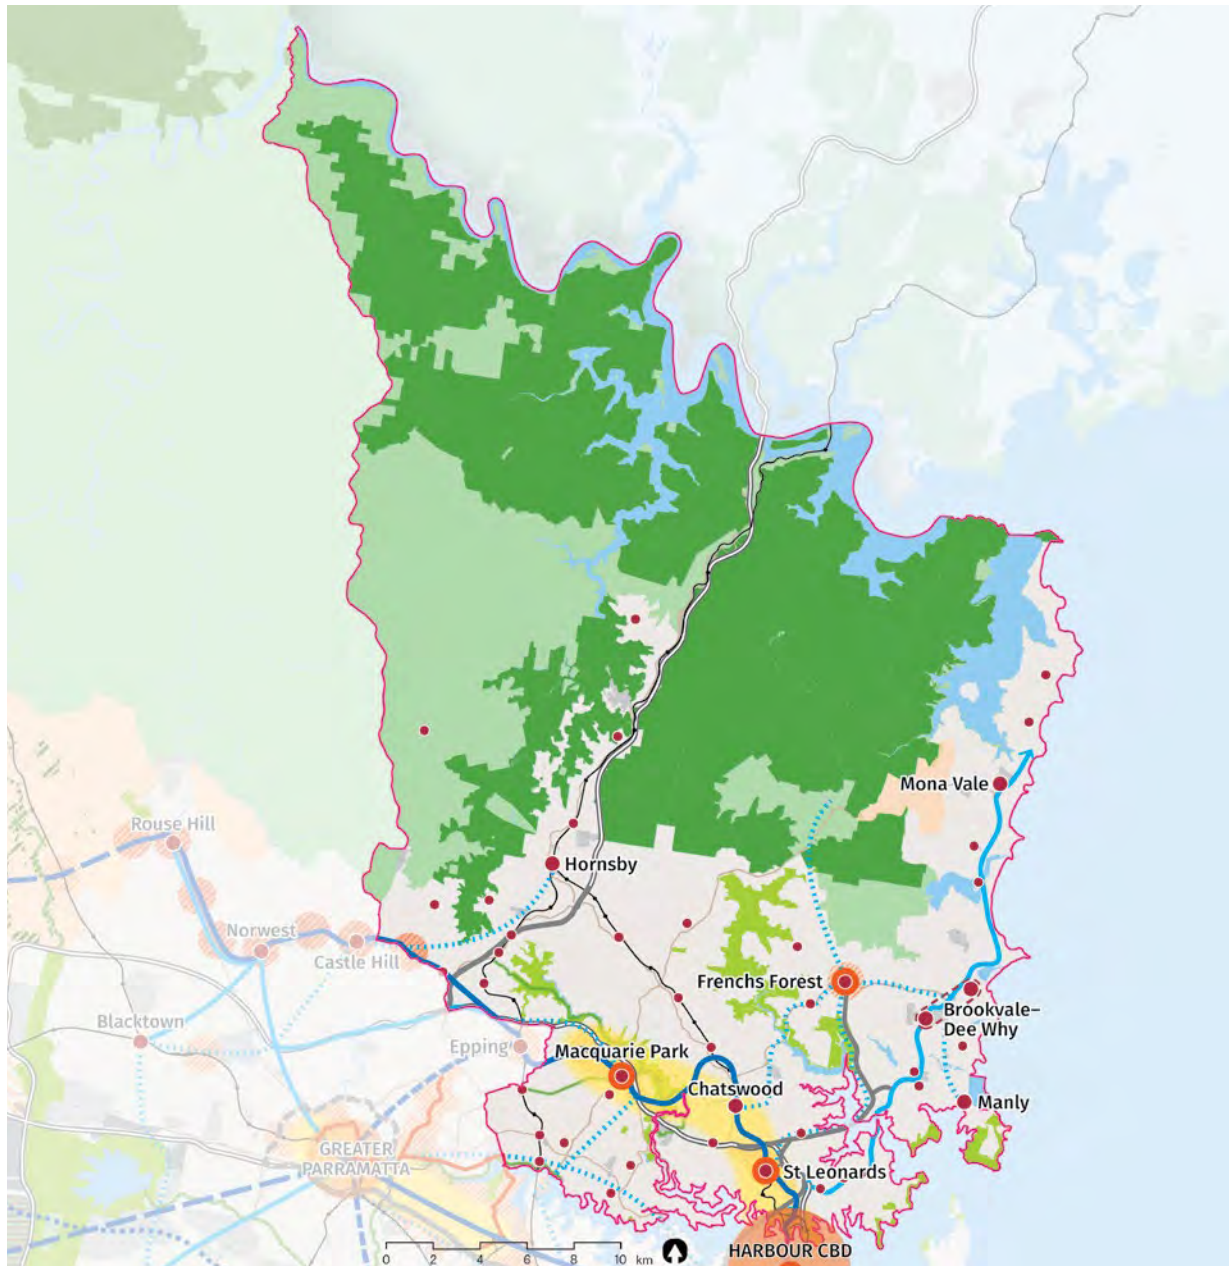 Mona Vale
Rouse Hill
Hornsby
Norwest
Castle Hill
Frenchs Forest
Brookvale–
Dee Why
Blacktown
Epping
Macquarie Park
Chatswood
Manly
GREATER
PARRAMATTA
St Leonards
HARBOUR CBD
0 2 4 6 8 10 km